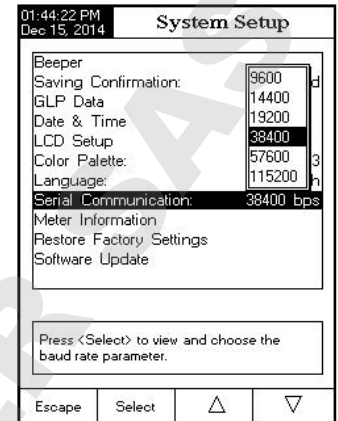 01:44:22 PM
Dec 15, 2014
System Setup
Beeper
Saving Confirmation: d
GLP Data
Date & Time
LCD Setup
Color Palette: 3
Language: h
Serial Communication: 38400 bps
Meter Information
Restore Factory Settings
Software Update
9600
14400
19200
38400
57600
115200
Press <Select> to view and choose the
baud rate parameter.
Escape Select △ ▽